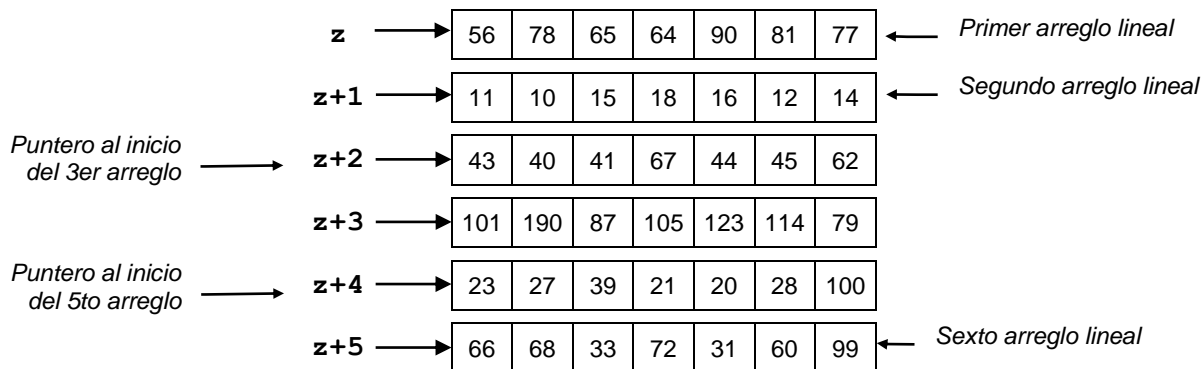 z 56 78 65 64 90 81 77 Primer arreglo lineal
z+1 11 10 15 18 16 12 14 Segundo arreglo lineal
Puntero al inicio
del 3er arreglo
z+2 43 40 41 67 44 45 62
z+3 101 190 87 105 123 114 79
Puntero al inicio
del 5to arreglo
z+4 23 27 39 21 20 28 100
z+5 66 68 33 72 31 60 99 Sexto arreglo lineal